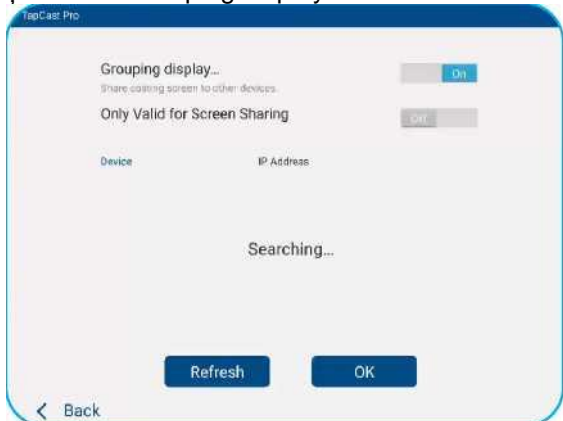 TapCast Pro
Grouping display...
On
Share casting screen to other devices.
Only Valid for Screen Sharing
Off
Device IP Address
Searching...
Refresh OK
Back